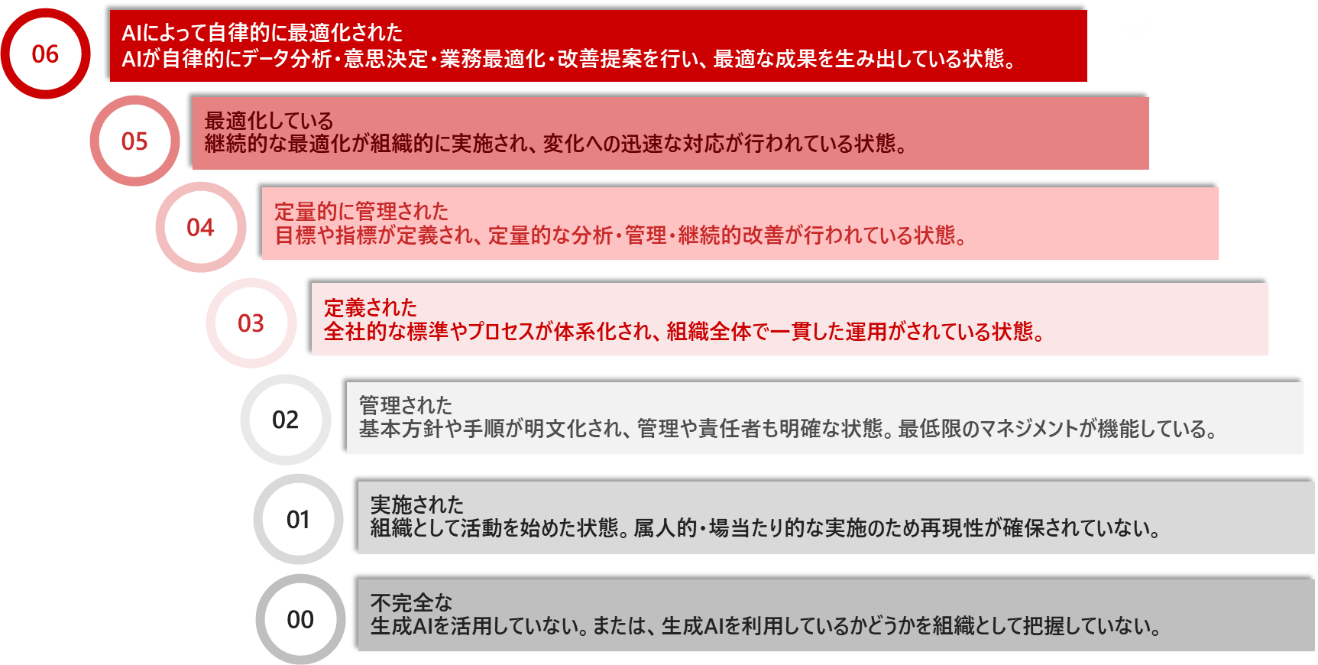 06
AIによって自律的に最適化された
AIが自律的にデータ分析・意思決定・業務最適化・改善提案を行い、最適な成果を生み出している状態。
05
最適化している
継続的な最適化が組織的に実施され、変化への迅速な対応が行われている状態。
04
定量的に管理された
目標や指標が定義され、定量的な分析・管理・継続的改善が行われている状態。
03
定義された
全社的な標準やプロセスが体系化され、組織全体で一貫した運用がされている状態。
02
管理された
基本方針や手順が明文化され、管理や責任者も明確な状態。最低限のマネジメントが機能している。
01
実施された
組織として活動を始めた状態。属人的・場当たり的な実施のため再現性が確保されていない。
00
不完全な
生成AIを活用していない。または、生成AIを利用しているかどうかを組織として把握していない。